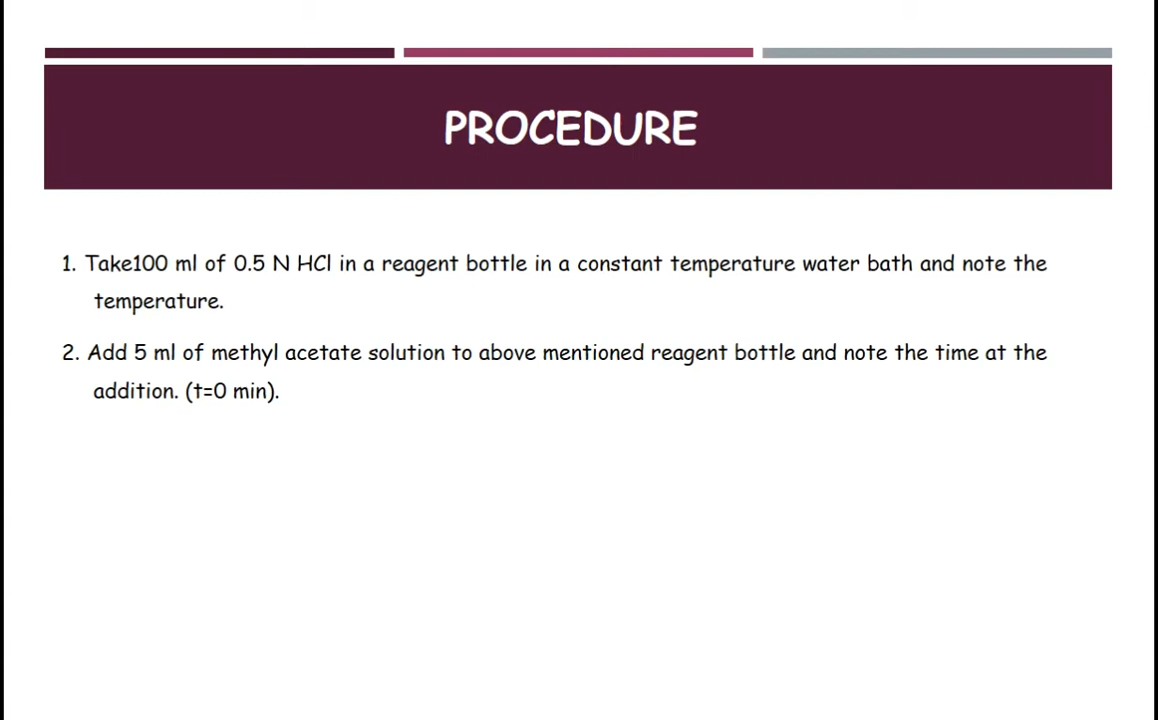 PROCEDURE
1. Take100 ml of 0.5 N HCl in a reagent bottle in a constant temperature water bath and note the
temperature.
2. Add 5 ml of methyl acetate solution to above mentioned reagent bottle and note the time at the
addition. (t=0 min).